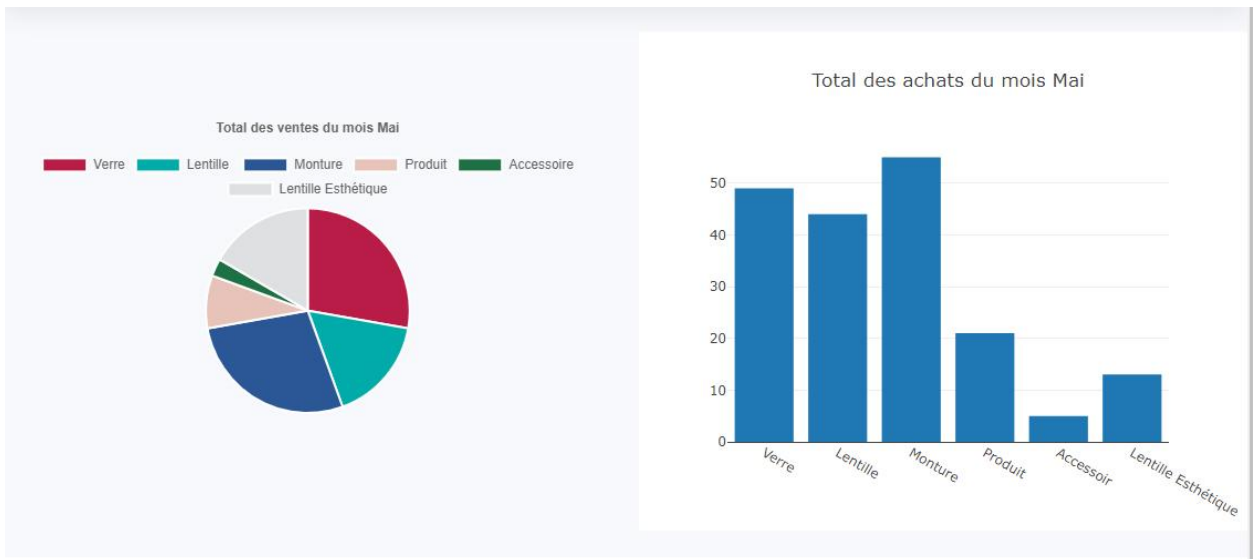 Total des ventes du mois Mai
Verre Lentille Monture Produit Accessoire
Lentille Esthétique
Total des achats du mois Mai
50
40
30
20
10
0
Verre Lentille Monture Produit Accessoir Lentille Esthétique